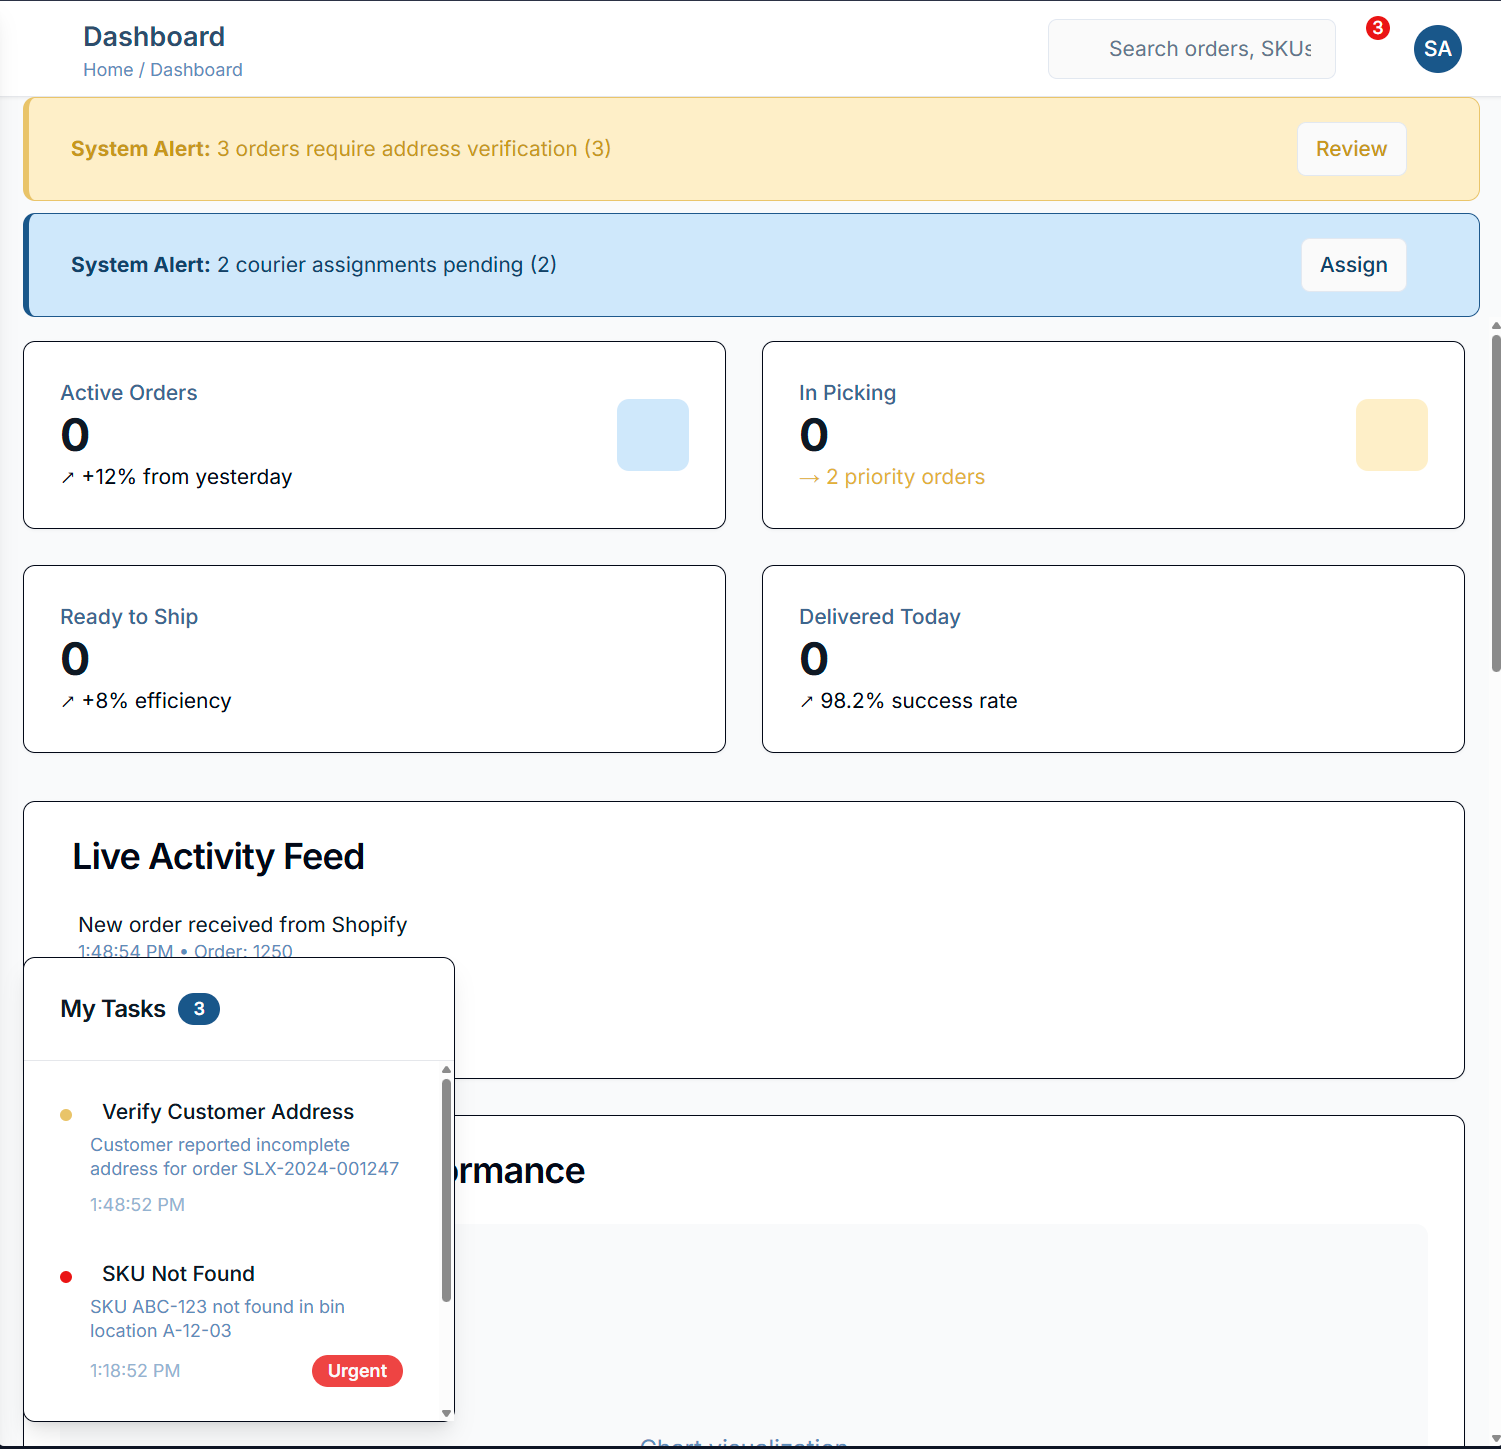 Dashboard
Home / Dashboard
Search orders, SKUs
3
SA
System Alert: 3 orders require address verification (3)
Review
System Alert: 2 courier assignments pending (2)
Assign
Active Orders
0
↗ +12% from yesterday
In Picking
0
→ 2 priority orders
Ready to Ship
0
↗ +8% efficiency
Delivered Today
0
↗ 98.2% success rate
Live Activity Feed
New order received from Shopify
1:48:54 PM • Order: 1250
My Tasks 3
Verify Customer Address
Customer reported incomplete
address for order SLX-2024-001247
1:48:52 PM
SKU Not Found
SKU ABC-123 not found in bin
location A-12-03
1:18:52 PM
Urgent
ormance
Chart visualization